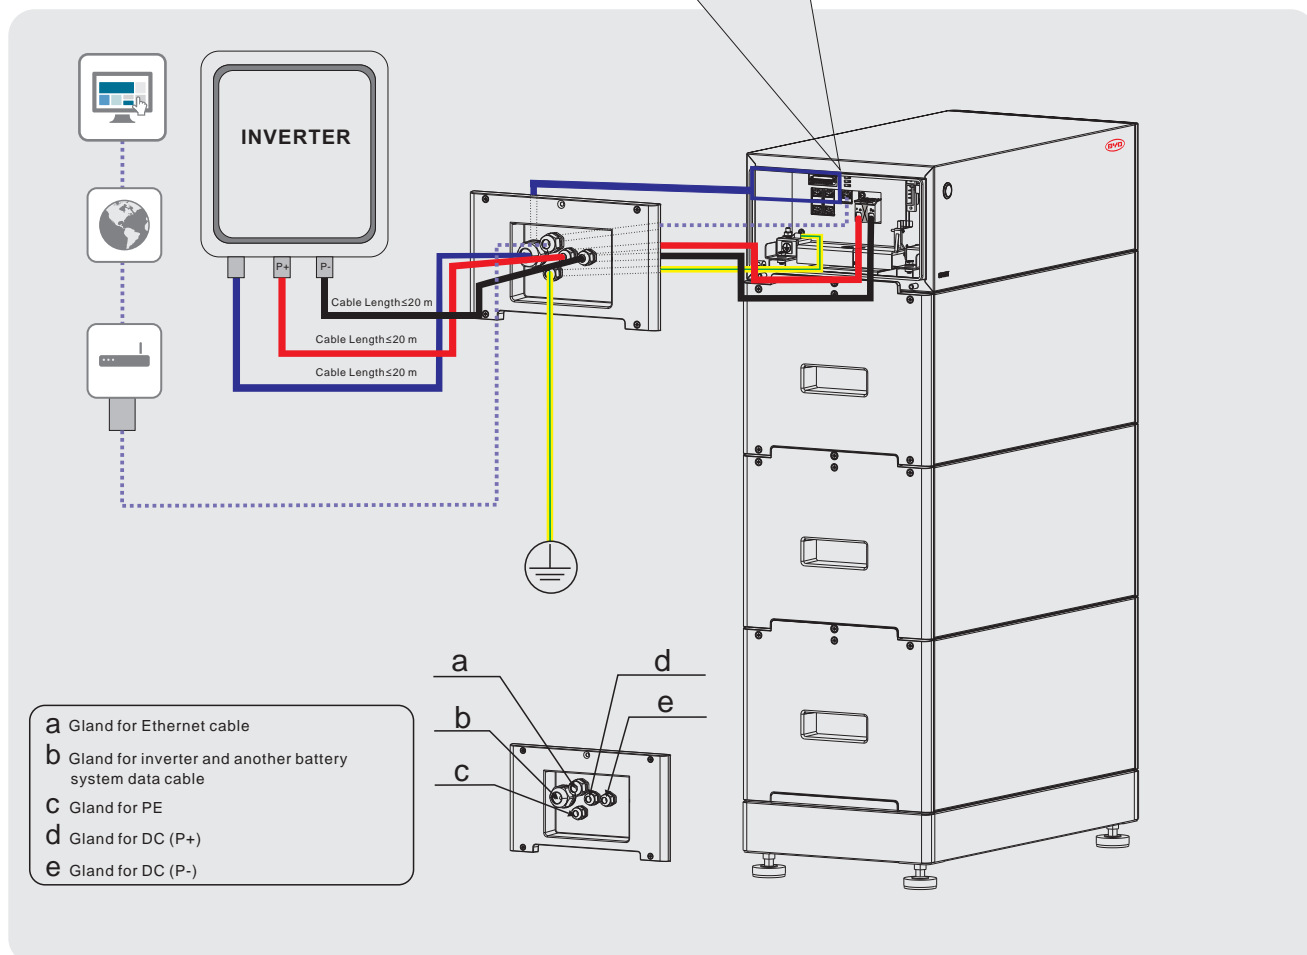 INVERTER
BYD
P+
P-
Cable Length≤20 m
Cable Length≤20 m
Cable Length≤20 m
a
b
c
d
e
a Gland for Ethernet cable
b Gland for inverter and another battery
system data cable
c Gland for PE
d Gland for DC (P+)
e Gland for DC (P-)